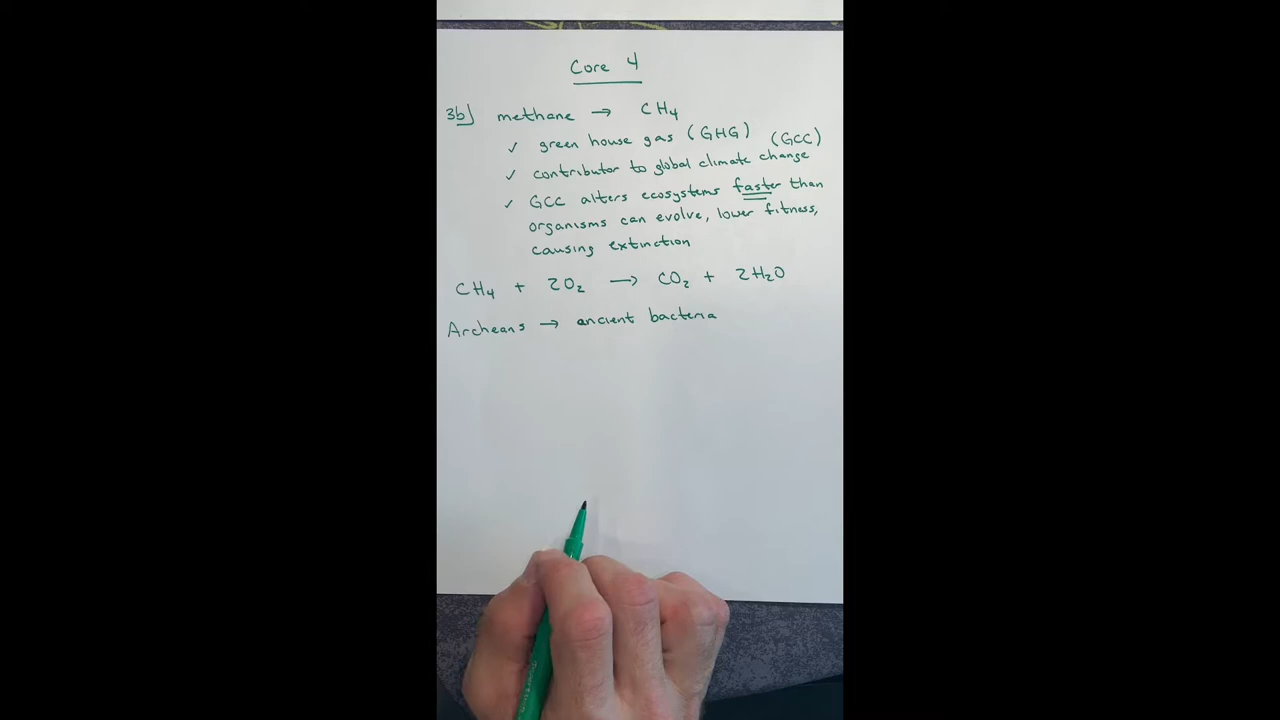 Core 4
3b) methane → CH₄
✓ green house gas (GHG) (GCC)
✓ contributor to global climate change
✓ GCC alters ecosystems faster than
organisms can evolve, lower fitness,
causing extinction
CH₄ + 2O₂ → CO₂ + 2H₂O
Archeans → ancient bacteria